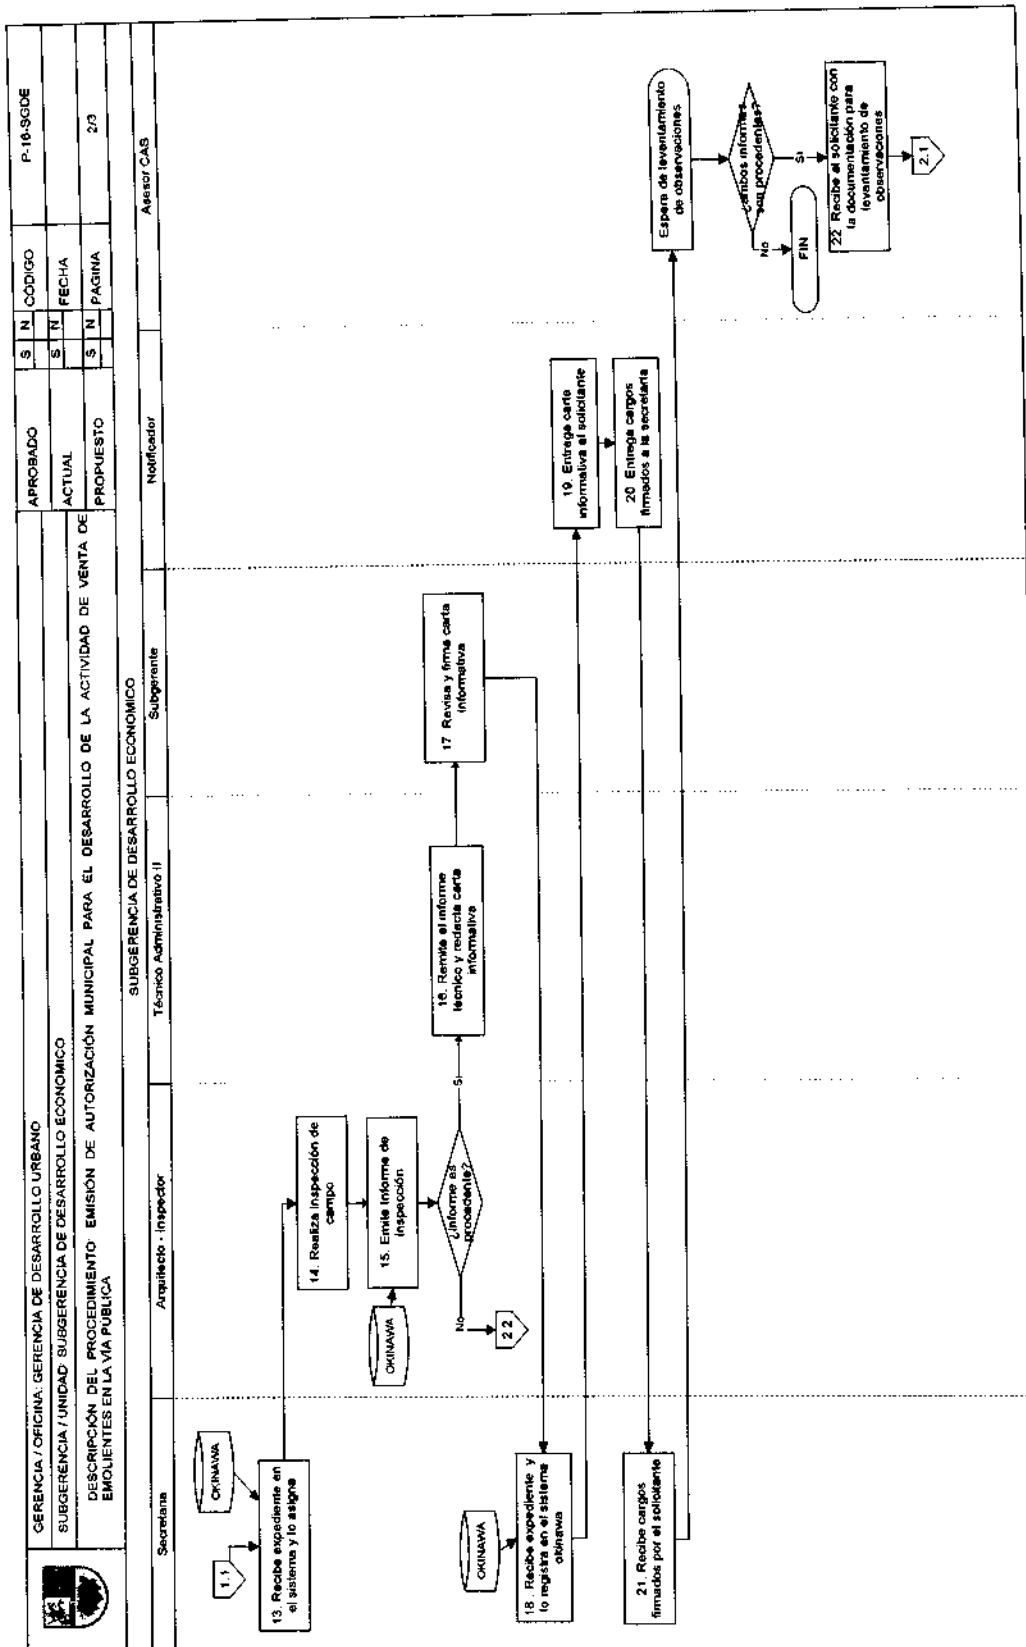 GERENCIA / OFICINA: GERENCIA DE DESARROLLO URBANO
APROBADO
S N
CÓDIGO
P-16-SGDE
SUBGERENCIA / UNIDAD: SUBGERENCIA DE DESARROLLO ECONOMICO
ACTUAL
S N
FECHA
DESCRIPCIÓN DEL PROCEDIMIENTO: EMISIÓN DE AUTORIZACIÓN MUNICIPAL PARA EL DESARROLLO DE LA ACTIVIDAD DE VENTA DE
EMOLIENTES EN LA VÍA PÚBLICA
PROPUESTO
S N
PAGINA
2/3
SUBGERENCIA DE DESARROLLO ECONOMICO
Secretaria
Arquitecto - Inspector
Técnico Administrativo II
Subgerente
Notificador
Asesor CAS
1.1
OKINAWA
13. Recibe expediente en
el sistema y lo asigna
14. Realiza Inspección de
campo
OKINAWA
15. Emite Informe de
Inspección
¿Informe es
procedente?
No
2 2
Si
16. Remite el informe
técnico y redacta carta
informativa
17 Revisa y firma carta
informativa
OKINAWA
18. Recibe expediente y
lo registra en el sistema
okinawa
19. Entrega carta
informativa al solicitante
20 Entrega cargos
firmados a la secretaria
21. Recibe cargos
firmados por el solicitante
Espera de levantamiento
de observaciones
¿ambos informes
son procedentes?
No
FIN
Si
22 Recibe al solicitante con
la documentación para
levantamiento de
observaciones
2.1